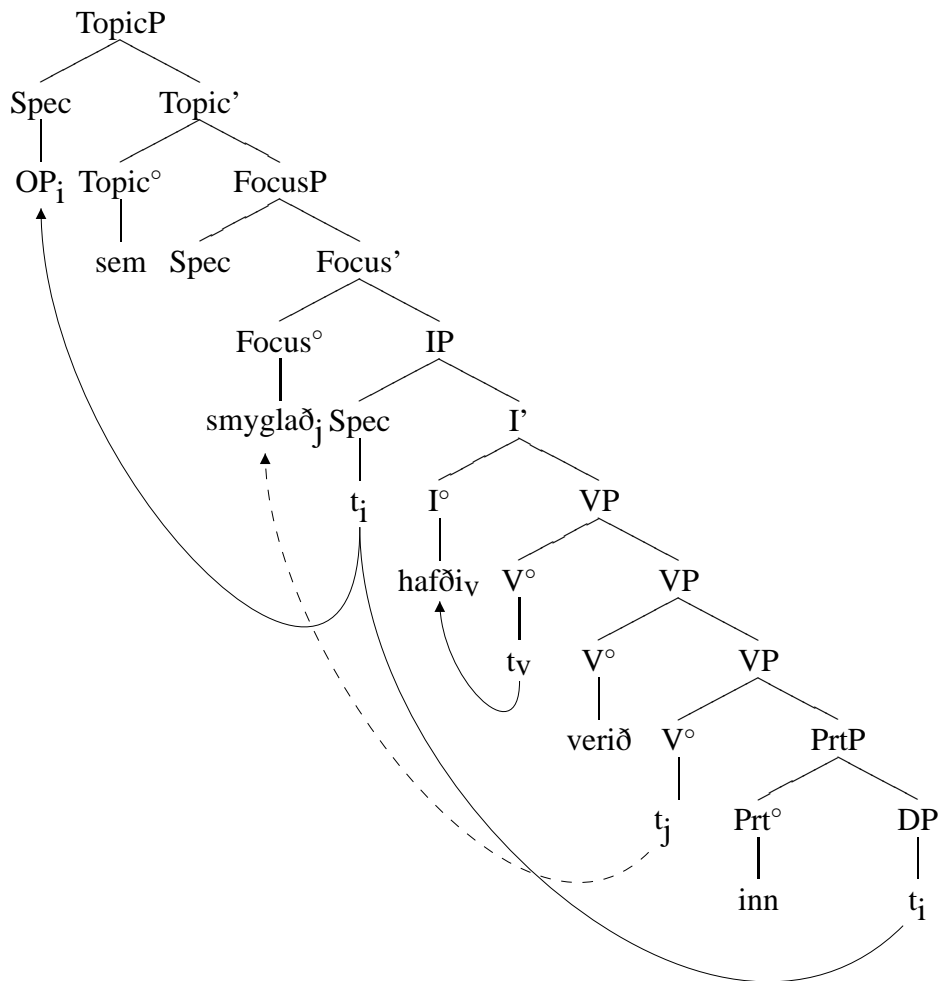 TopicP
Spec Topic’
OPi Topic° FocusP
sem Spec Focus’
Focus° IP
smyglaðj Spec I’
ti I° VP
hafðiv V° VP
tv V° VP
verið V° PrtP
tj Prt° DP
inn ti